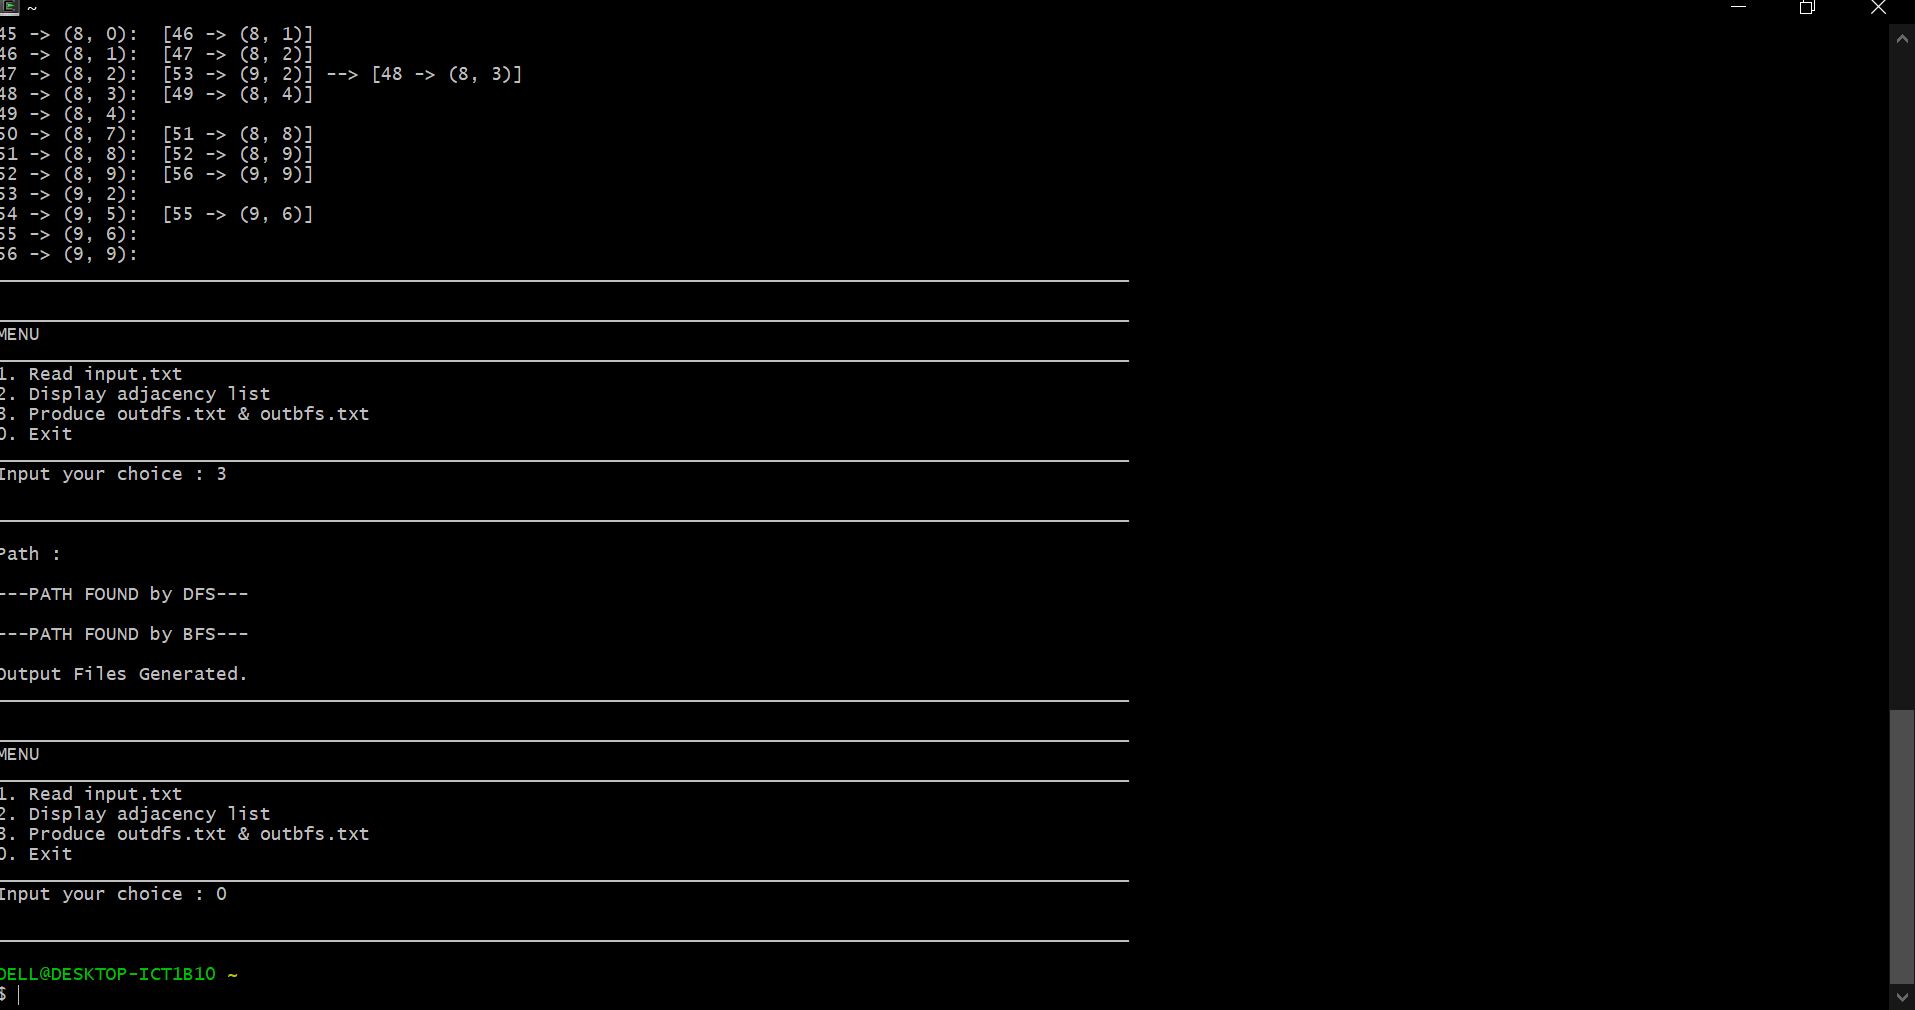 ~
45 -> (8, 0):  [46 -> (8, 1)]
46 -> (8, 1):  [47 -> (8, 2)]
47 -> (8, 2):  [53 -> (9, 2)] --> [48 -> (8, 3)]
48 -> (8, 3):  [49 -> (8, 4)]
49 -> (8, 4):
50 -> (8, 7):  [51 -> (8, 8)]
51 -> (8, 8):  [52 -> (8, 9)]
52 -> (8, 9):  [56 -> (9, 9)]
53 -> (9, 2):
54 -> (9, 5):  [55 -> (9, 6)]
55 -> (9, 6):
56 -> (9, 9):
MENU
1. Read input.txt
2. Display adjacency list
3. Produce outdfs.txt & outbfs.txt
0. Exit
Input your choice : 3
Path :
---PATH FOUND by DFS---
---PATH FOUND by BFS---
Output Files Generated.
MENU
1. Read input.txt
2. Display adjacency list
3. Produce outdfs.txt & outbfs.txt
0. Exit
Input your choice : 0
DELL@DESKTOP-ICT1B10 ~
$